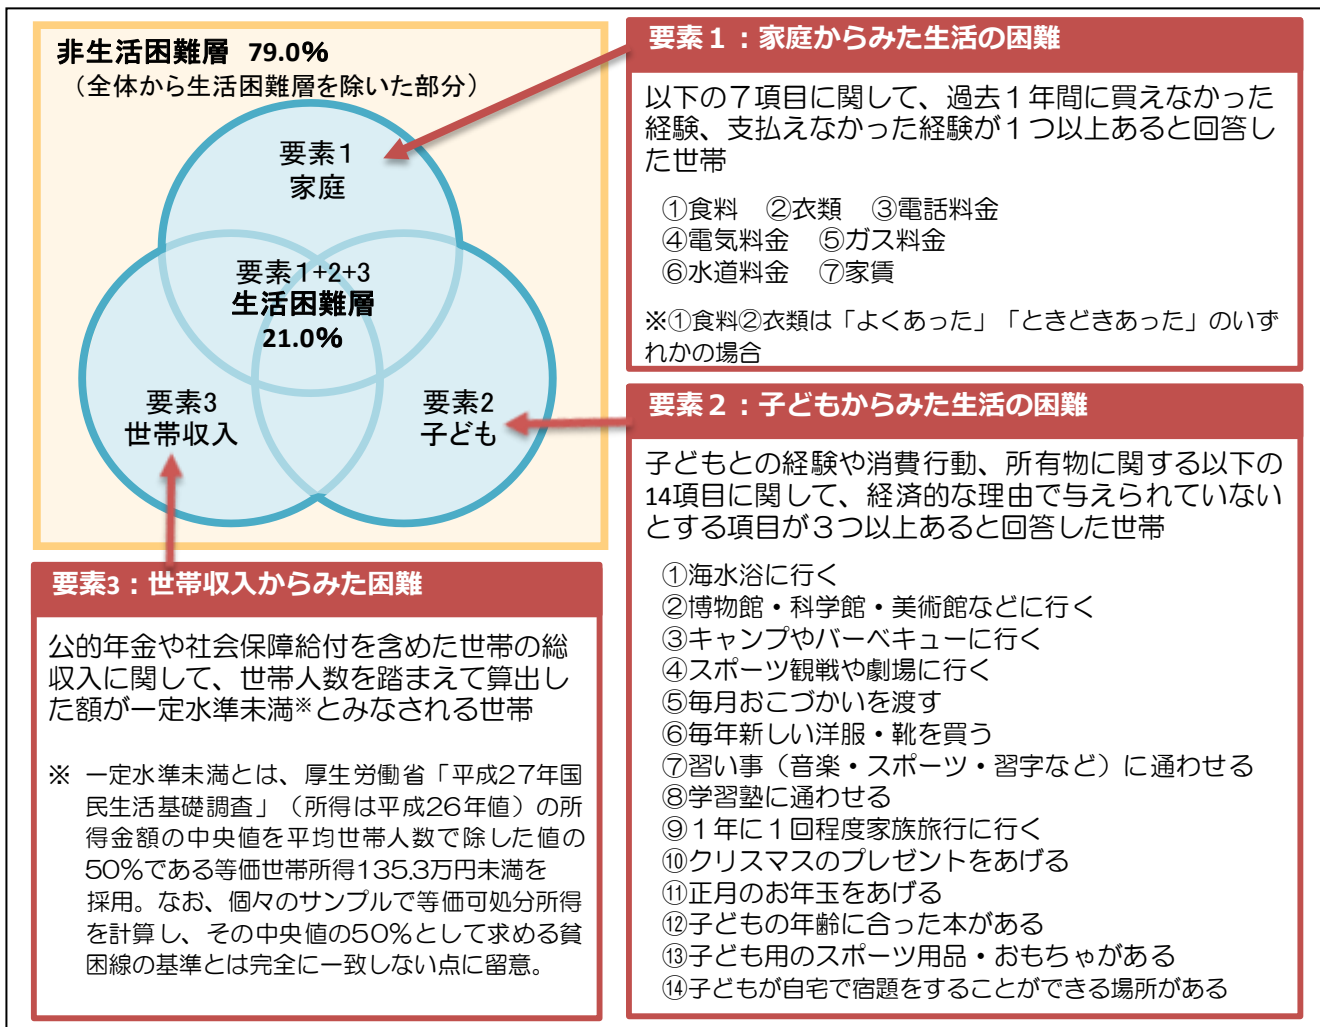 非生活困難層 79.0%
（全体から生活困難層を除いた部分）
要素1
家庭
要素1+2+3
生活困難層
21.0%
要素3
世帯収入
要素2
子ども
要素１：家庭からみた生活の困難
以下の７項目に関して、過去１年間に買えなかった
経験、支払えなかった経験が１つ以上あると回答し
た世帯
①食料　②衣類　③電話料金
④電気料金　⑤ガス料金
⑥水道料金　⑦家賃
※①食料②衣類は「よくあった」「ときどきあった」のいず
れかの場合
要素２：子どもからみた生活の困難
子どもとの経験や消費行動、所有物に関する以下の
14項目に関して、経済的な理由で与えられていない
とする項目が３つ以上あると回答した世帯
①海水浴に行く
②博物館・科学館・美術館などに行く
③キャンプやバーベキューに行く
④スポーツ観戦や劇場に行く
⑤毎月おこづかいを渡す
⑥毎年新しい洋服・靴を買う
⑦習い事（音楽・スポーツ・習字など）に通わせる
⑧学習塾に通わせる
⑨１年に１回程度家族旅行に行く
⑩クリスマスのプレゼントをあげる
⑪正月のお年玉をあげる
⑫子どもの年齢に合った本がある
⑬子ども用のスポーツ用品・おもちゃがある
⑭子どもが自宅で宿題をすることができる場所がある
要素3：世帯収入からみた困難
公的年金や社会保障給付を含めた世帯の総
収入に関して、世帯人数を踏まえて算出し
た額が一定水準未満※とみなされる世帯
※ 一定水準未満とは、厚生労働省「平成27年国
民生活基礎調査」（所得は平成26年値）の所
得金額の中央値を平均世帯人数で除した値の
50％である等価世帯所得135.3万円未満を
採用。なお、個々のサンプルで等価可処分所得
を計算し、その中央値の50％として求める貧
困線の基準とは完全に一致しない点に留意。